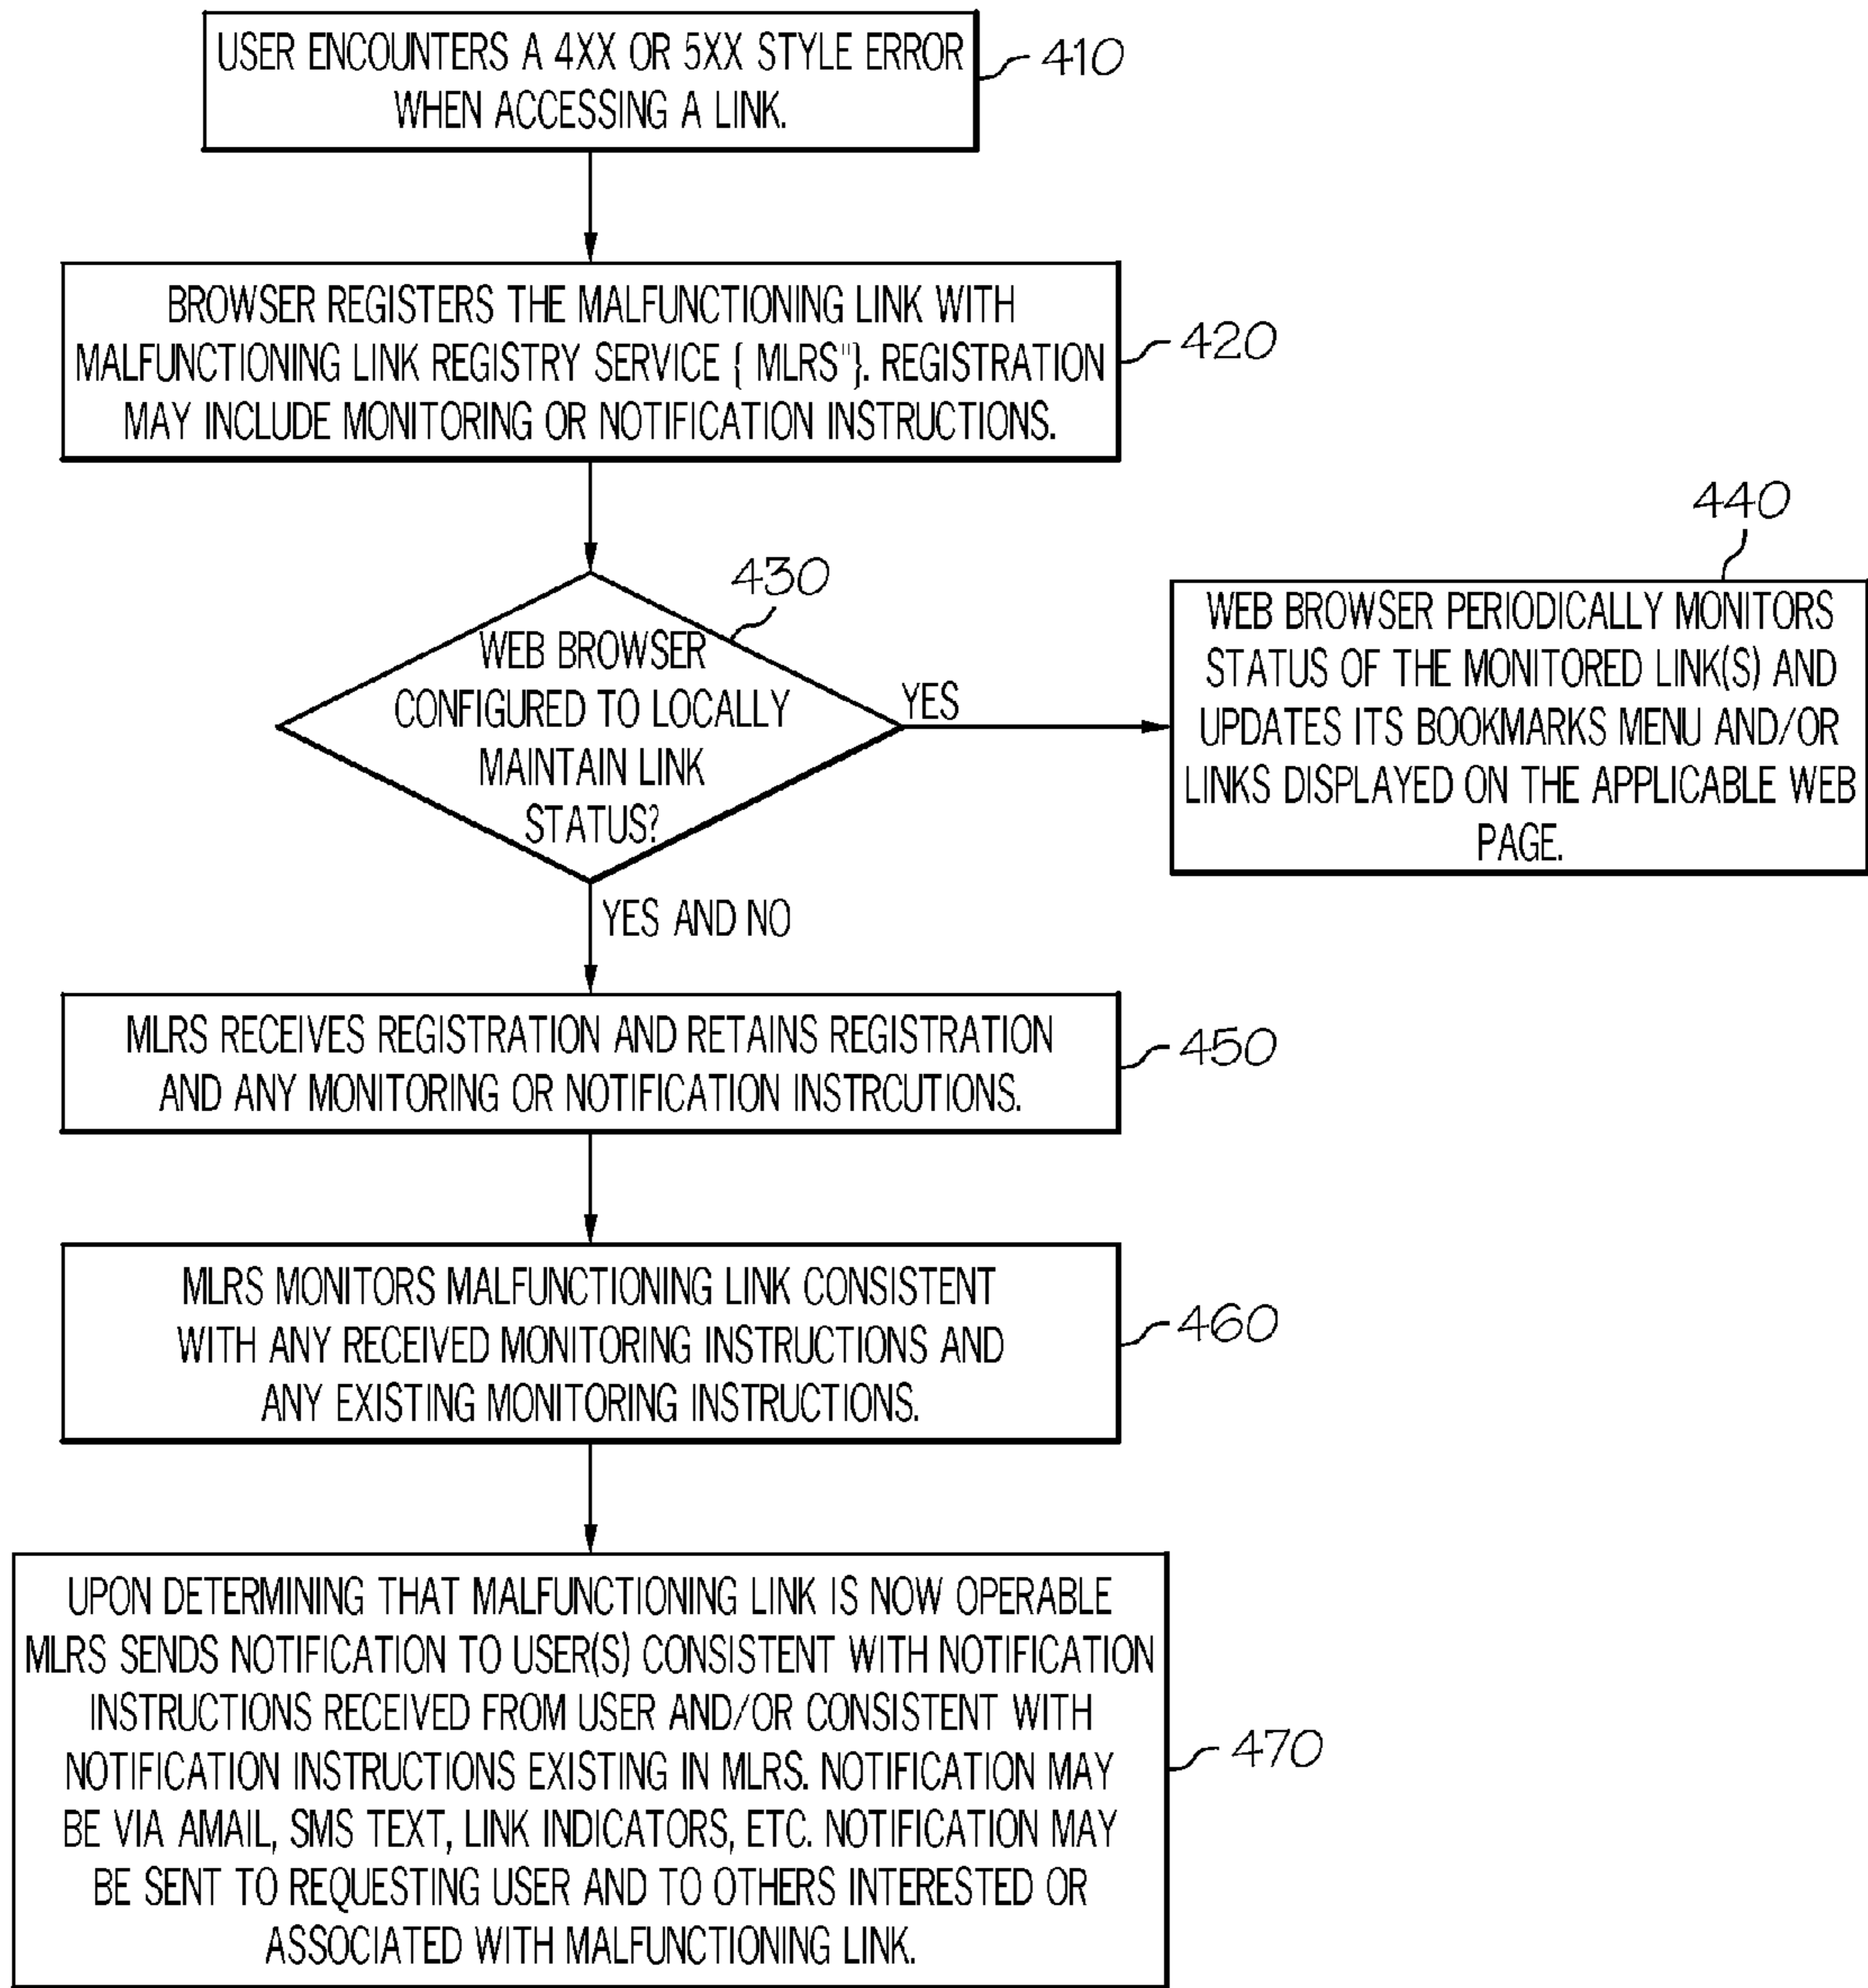 USER ENCOUNTERS A 4XX OR 5XX STYLE ERROR
WHEN ACCESSING A LINK.
410
BROWSER REGISTERS THE MALFUNCTIONING LINK WITH
MALFUNCTIONING LINK REGISTRY SERVICE { MLRS"}. REGISTRATION
MAY INCLUDE MONITORING OR NOTIFICATION INSTRUCTIONS.
420
430
WEB BROWSER
CONFIGURED TO LOCALLY
MAINTAIN LINK
STATUS?
YES
440
WEB BROWSER PERIODICALLY MONITORS
STATUS OF THE MONITORED LINK(S) AND
UPDATES ITS BOOKMARKS MENU AND/OR
LINKS DISPLAYED ON THE APPLICABLE WEB
PAGE.
YES AND NO
MLRS RECEIVES REGISTRATION AND RETAINS REGISTRATION
AND ANY MONITORING OR NOTIFICATION INSTRCUTIONS.
450
MLRS MONITORS MALFUNCTIONING LINK CONSISTENT
WITH ANY RECEIVED MONITORING INSTRUCTIONS AND
ANY EXISTING MONITORING INSTRUCTIONS.
460
UPON DETERMINING THAT MALFUNCTIONING LINK IS NOW OPERABLE
MLRS SENDS NOTIFICATION TO USER(S) CONSISTENT WITH NOTIFICATION
INSTRUCTIONS RECEIVED FROM USER AND/OR CONSISTENT WITH
NOTIFICATION INSTRUCTIONS EXISTING IN MLRS. NOTIFICATION MAY
BE VIA AMAIL, SMS TEXT, LINK INDICATORS, ETC. NOTIFICATION MAY
BE SENT TO REQUESTING USER AND TO OTHERS INTERESTED OR
ASSOCIATED WITH MALFUNCTIONING LINK.
470